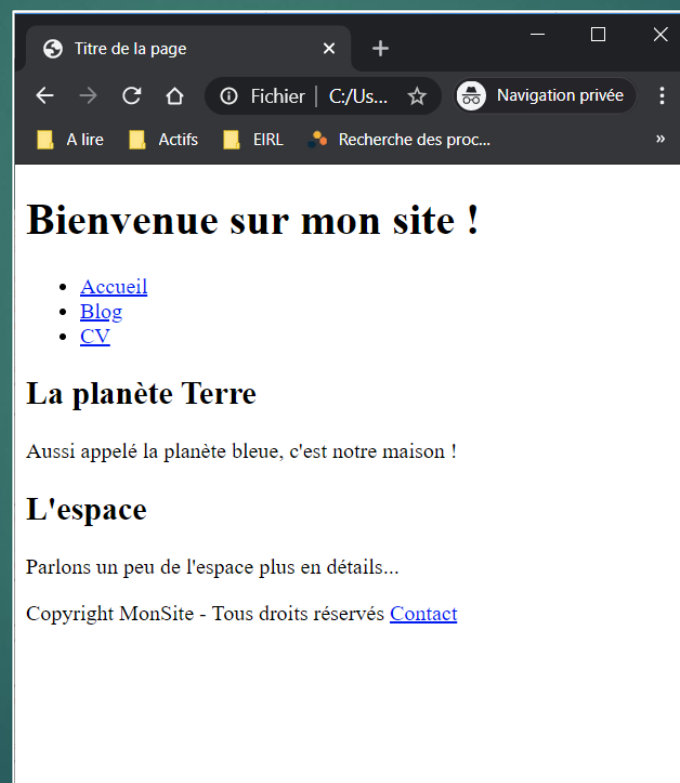 Titre de la page
Fichier | C:/Us... Navigation privée
A lire Actifs EIRL Recherche des proc... »
Bienvenue sur mon site !
• Accueil
• Blog
• CV
La planète Terre
Aussi appelé la planète bleue, c'est notre maison !
L'espace
Parlons un peu de l'espace plus en détails...
Copyright MonSite - Tous droits réservés Contact